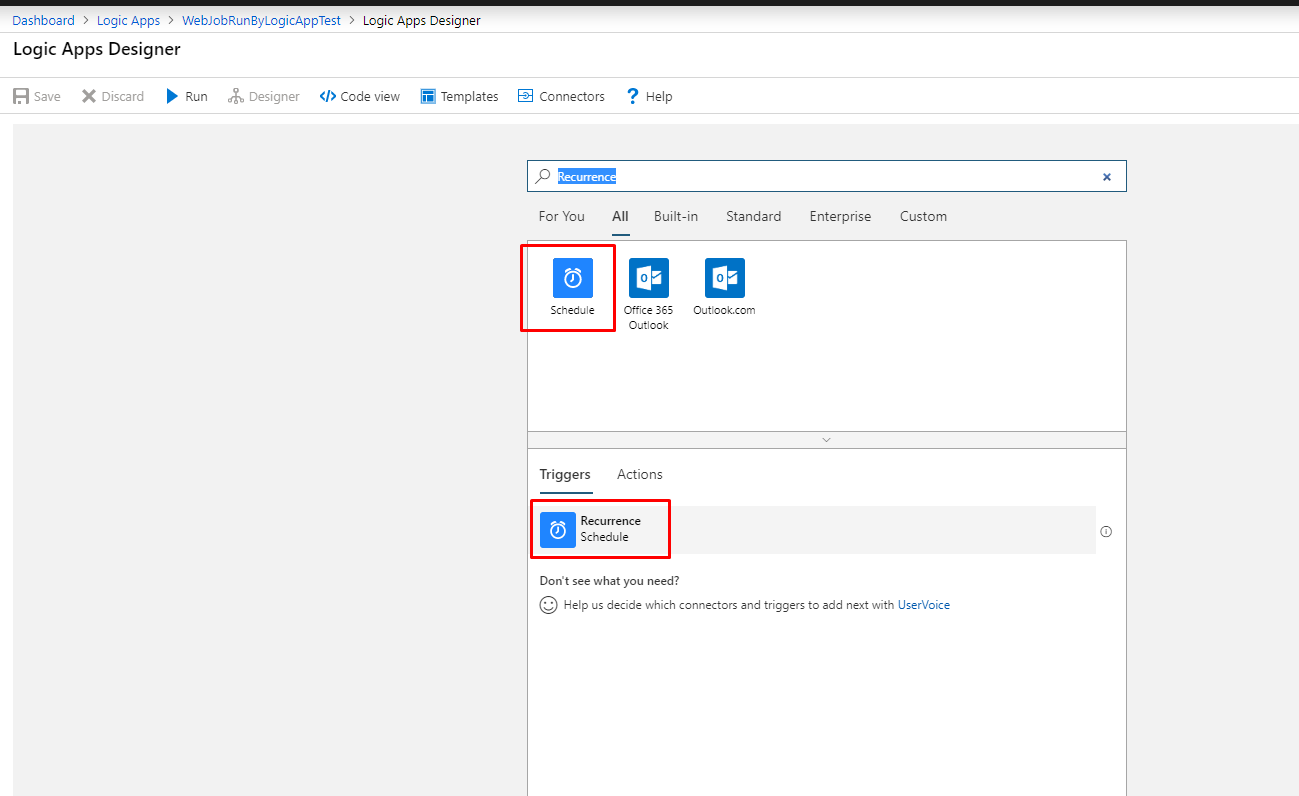 Dashboard > Logic Apps > WebJobRunByLogicAppTest > Logic Apps Designer
Logic Apps Designer
Save Discard Run Designer Code view Templates Connectors ? Help
Recurrence
For You All Built-in Standard Enterprise Custom
Schedule Office 365 Outlook Outlook.com
Triggers Actions
Recurrence
Schedule
Don't see what you need?
Help us decide which connectors and triggers to add next with UserVoice